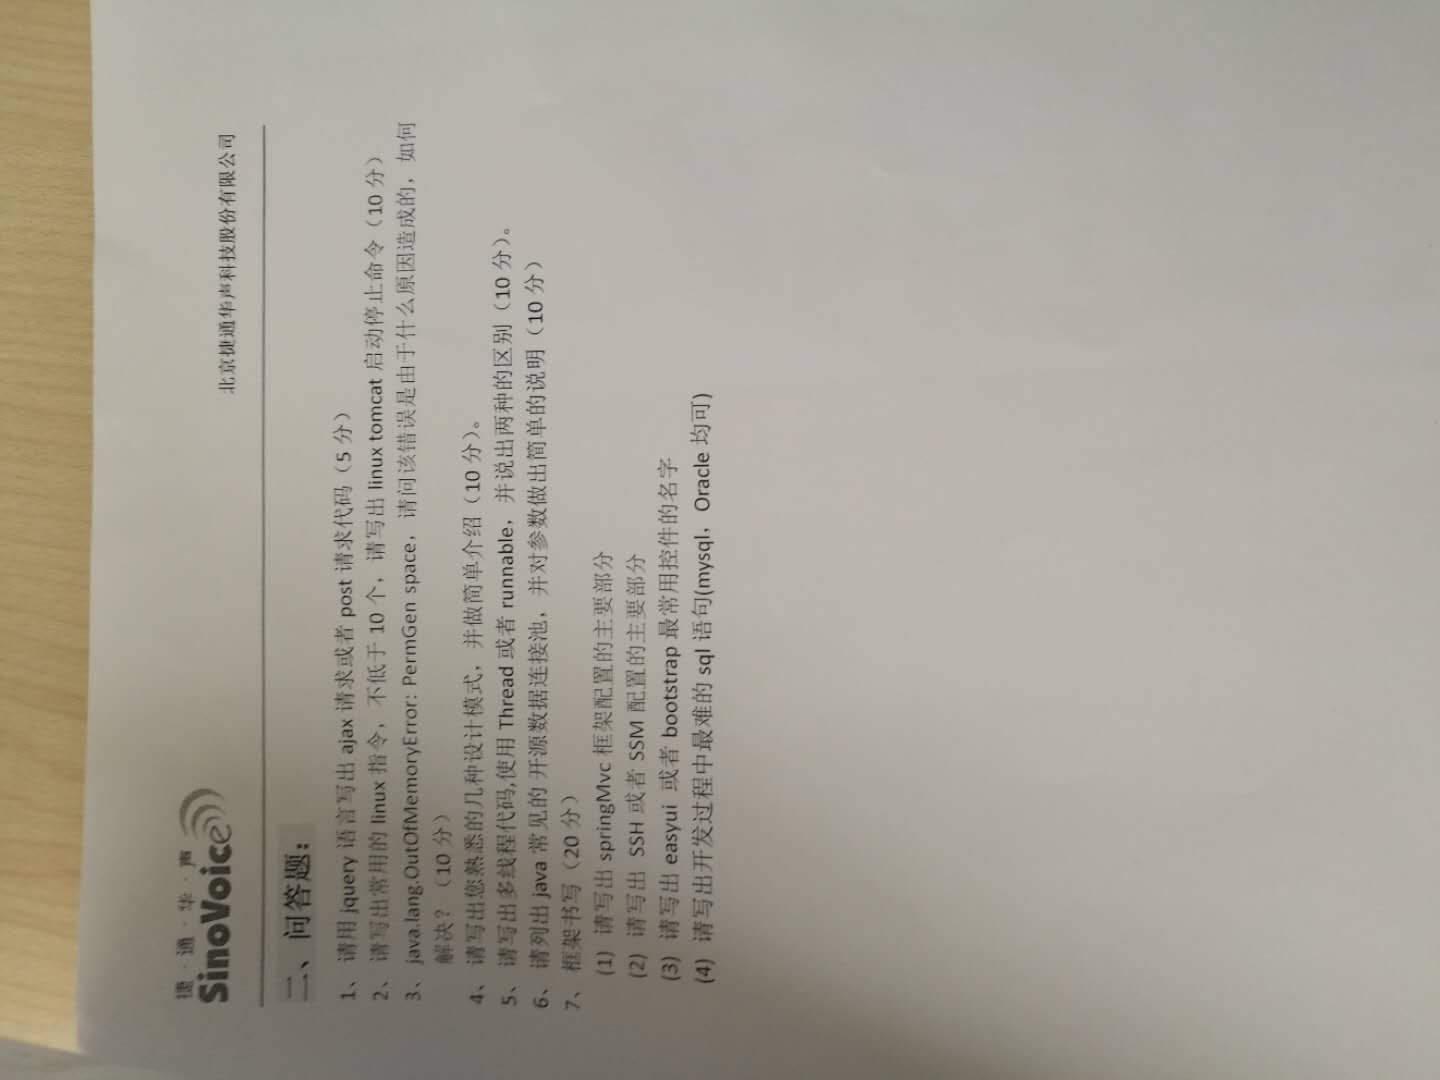 捷·通·华·声
SinoVoice
北京捷通华声科技股份有限公司
二、问答题：
1、 请用 jquery 语言写出 ajax 请求或者 post 请求代码（5 分）
2、 请写出常用的 linux 指令，不低于 10 个，请写出 linux tomcat 启动停止命令（10 分）
3、 java.lang.OutOfMemoryError: PermGen space，请问该错误是由于什么原因造成的，如何
解决？（10 分）
4、 请写出您熟悉的几种设计模式，并做简单介绍（10 分）。
5、 请写出多线程代码,使用 Thread 或者 runnable，并说出两种的区别（10 分）。
6、 请列出 java 常见的 开源数据连接池，并对参数做出简单的说明（10 分）
7、 框架书写（20 分）
(1) 请写出 springMvc 框架配置的主要部分
(2) 请写出 SSH 或者 SSM 配置的主要部分
(3) 请写出 easyui 或者 bootstrap 最常用控件的名字
(4) 请写出开发过程中最难的 sql 语句(mysql，Oracle 均可)